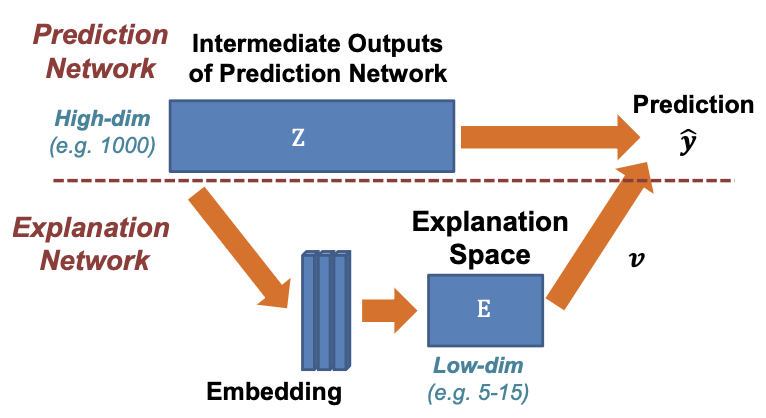 Prediction
Network
Intermediate Outputs
of Prediction Network
High-dim
(e.g. 1000)
Z
Prediction
ŷ
Explanation
Network
Explanation
Space
v
E
Embedding
Low-dim
(e.g. 5-15)